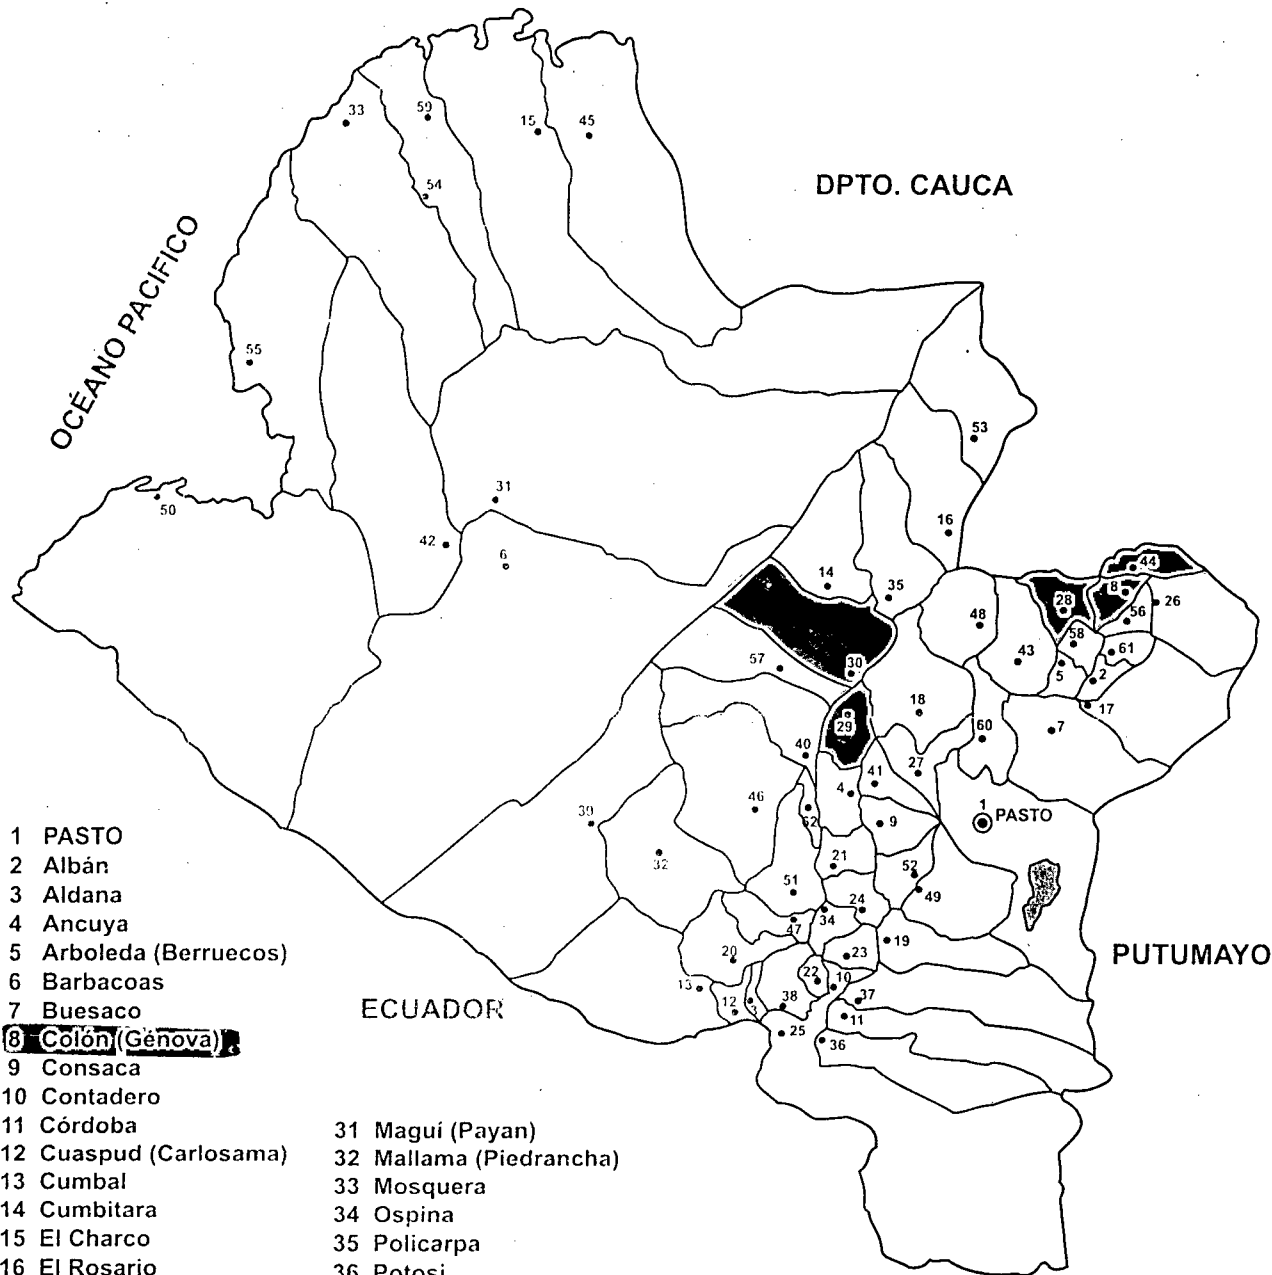 33
59
15
45
54
DPTO. CAUCA
OCÉANO PACIFICO
55
53
31
50
16
42
6
14
35
44
8
28
26
48
56
58
43
61
57
30
5
2
18
17
29
60
7
40
27
41
4
46
39
62
9
1
PASTO
32
21
52
51
24
49
34
47
19
20
23
22
10
13
12
3
38
37
11
25
36
PUTUMAYO
ECUADOR
1 PASTO
2 Albán
3 Aldana
4 Ancuya
5 Arboleda (Berruecos)
6 Barbacoas
7 Buesaco
8 Colón (Génova)
9 Consaca
10 Contadero
11 Córdoba
12 Cuaspud (Carlosama)
13 Cumbal
14 Cumbitara
15 El Charco
16 El Rosario
31 Maguí (Payan)
32 Mallama (Piedrancha)
33 Mosquera
34 Ospina
35 Policarpa
36 Potosi